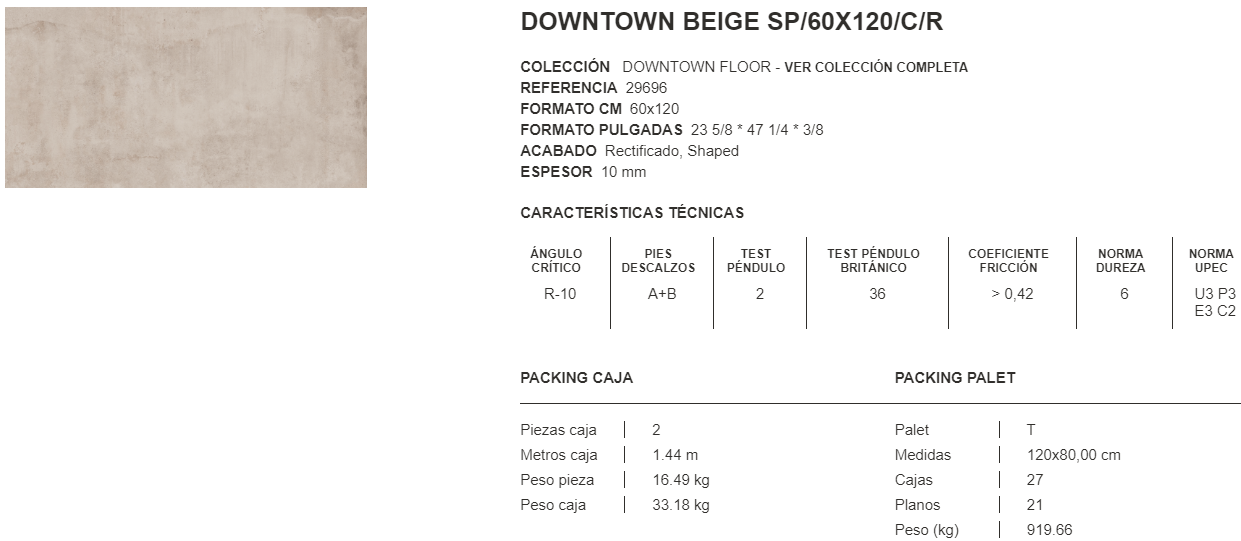 DOWNTOWN BEIGE SP/60X120/C/R
COLECCIÓN DOWNTOWN FLOOR - VER COLECCIÓN COMPLETA
REFERENCIA 29696
FORMATO CM 60x120
FORMATO PULGADAS 23 5/8 * 47 1/4 * 3/8
ACABADO Rectificado, Shaped
ESPESOR 10 mm
CARACTERÍSTICAS TÉCNICAS
ÁNGULO CRÍTICO
R-10
PIES DESCALZOS
A+B
TEST PÉNDULO
2
TEST PÉNDULO BRITÁNICO
36
COEFICIENTE FRICCIÓN
> 0,42
NORMA DUREZA
6
NORMA UPEC
U3 P3
E3 C2
PACKING CAJA
Piezas caja 2
Metros caja 1.44 m
Peso pieza 16.49 kg
Peso caja 33.18 kg
PACKING PALET
Palet T
Medidas 120x80,00 cm
Cajas 27
Planos 21
Peso (kg) 919.66